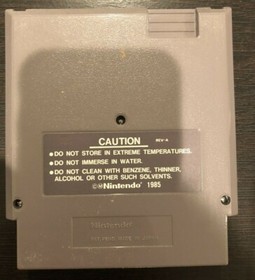 CAUTION REV-A
•DO NOT STORE IN EXTREME TEMPERATURES.
•DO NOT IMMERSE IN WATER.
•DO NOT CLEAN WITH BENZENE, THINNER,
ALCOHOL OR OTHER SUCH SOLVENTS.
©®Nintendo 1985
Nintendo